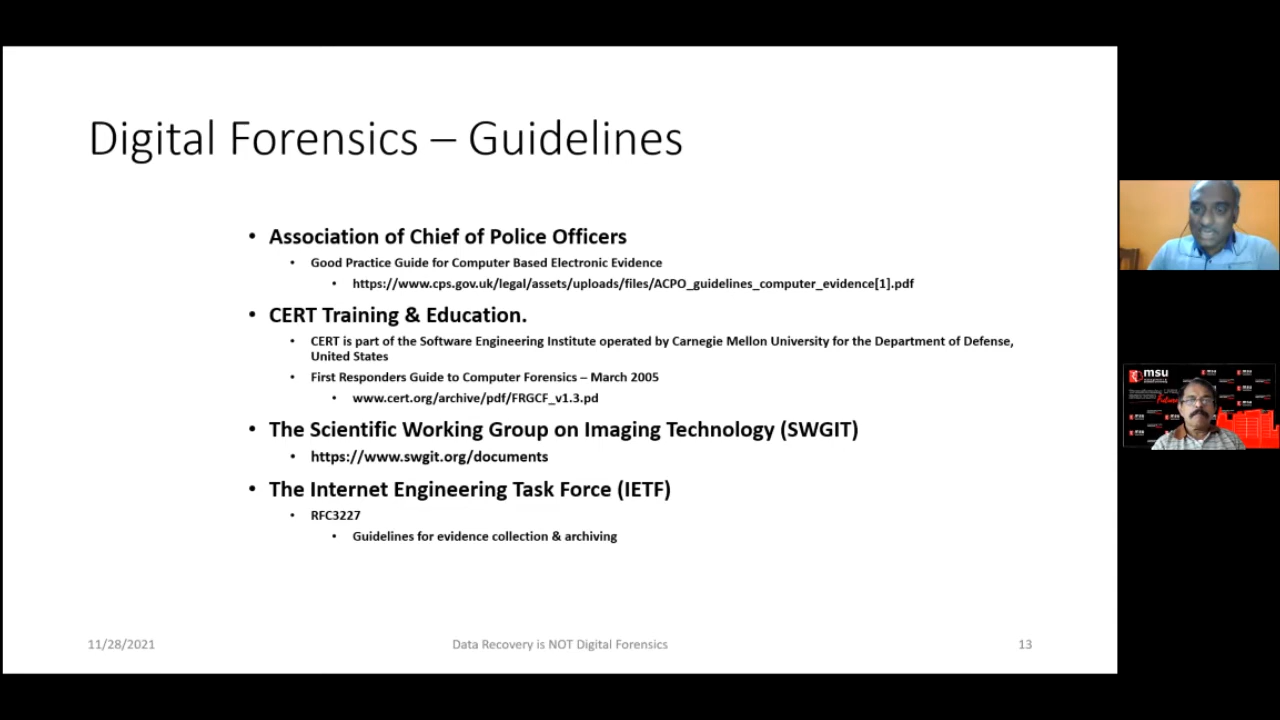 Digital Forensics – Guidelines
• Association of Chief of Police Officers
• Good Practice Guide for Computer Based Electronic Evidence
• https://www.cps.gov.uk/legal/assets/uploads/files/ACPO_guidelines_computer_evidence[1].pdf
• CERT Training & Education.
• CERT is part of the Software Engineering Institute operated by Carnegie Mellon University for the Department of Defense,
United States
• First Responders Guide to Computer Forensics – March 2005
• www.cert.org/archive/pdf/FRGCF_v1.3.pd
• The Scientific Working Group on Imaging Technology (SWGIT)
• https://www.swgit.org/documents
• The Internet Engineering Task Force (IETF)
• RFC3227
• Guidelines for evidence collection & archiving
11/28/2021
Data Recovery is NOT Digital Forensics
13
msu